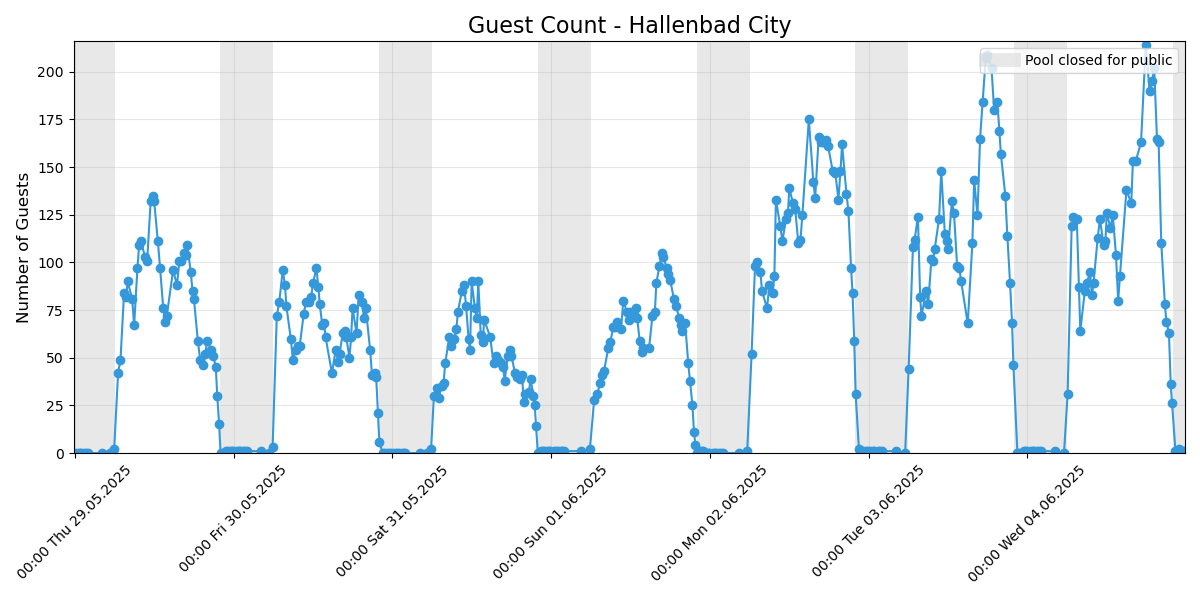 Guest Count - Hallenbad City
Pool closed for public
Number of Guests
200
175
150
125
100
75
50
25
0
00:00 Thu 29.05.2025
00:00 Fri 30.05.2025
00:00 Sat 31.05.2025
00:00 Sun 01.06.2025
00:00 Mon 02.06.2025
00:00 Tue 03.06.2025
00:00 Wed 04.06.2025